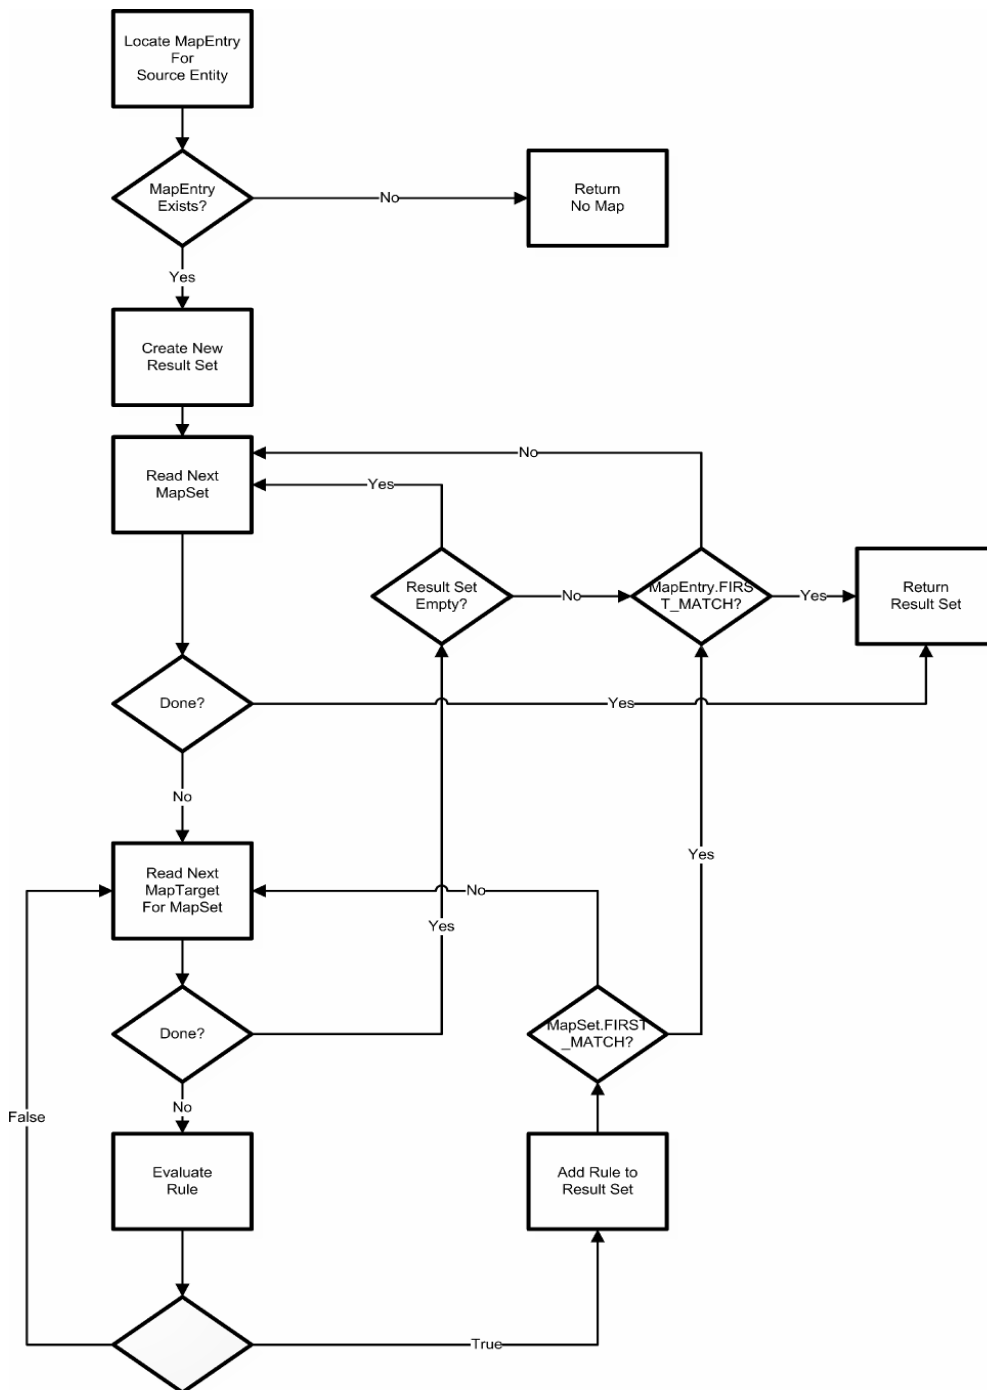 Locate MapEntry
For
Source Entity
MapEntry
Exists?
No
Return
No Map
Yes
Create New
Result Set
Read Next
MapSet
No
Yes
Result Set
Empty?
No
MapEntry.FIRS
T_MATCH?
Yes
Return
Result Set
Done?
Yes
No
Read Next
MapTarget
For MapSet
No
Yes
Yes
Done?
MapSet.FIRST
_MATCH?
No
False
Evaluate
Rule
Add Rule to
Result Set
True